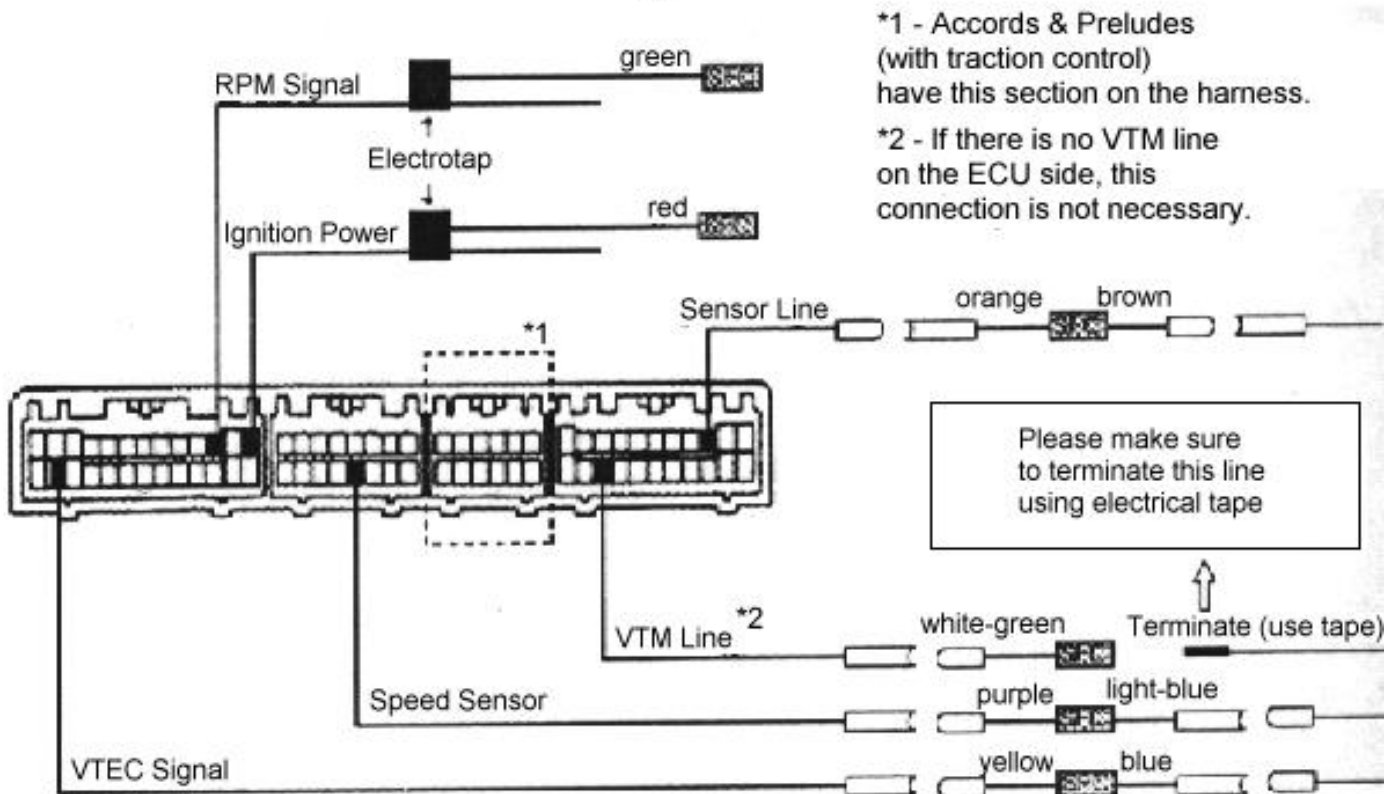 *1 - Accords & Preludes
(with traction control)
have this section on the harness.
*2 - If there is no VTM line
on the ECU side, this
connection is not necessary.
RPM Signal
green
Electrotap
Ignition Power
red
Sensor Line
orange
brown
*1
Please make sure
to terminate this line
using electrical tape
VTM Line
*2
white-green
Terminate (use tape)
Speed Sensor
purple
light-blue
VTEC Signal
yellow
blue